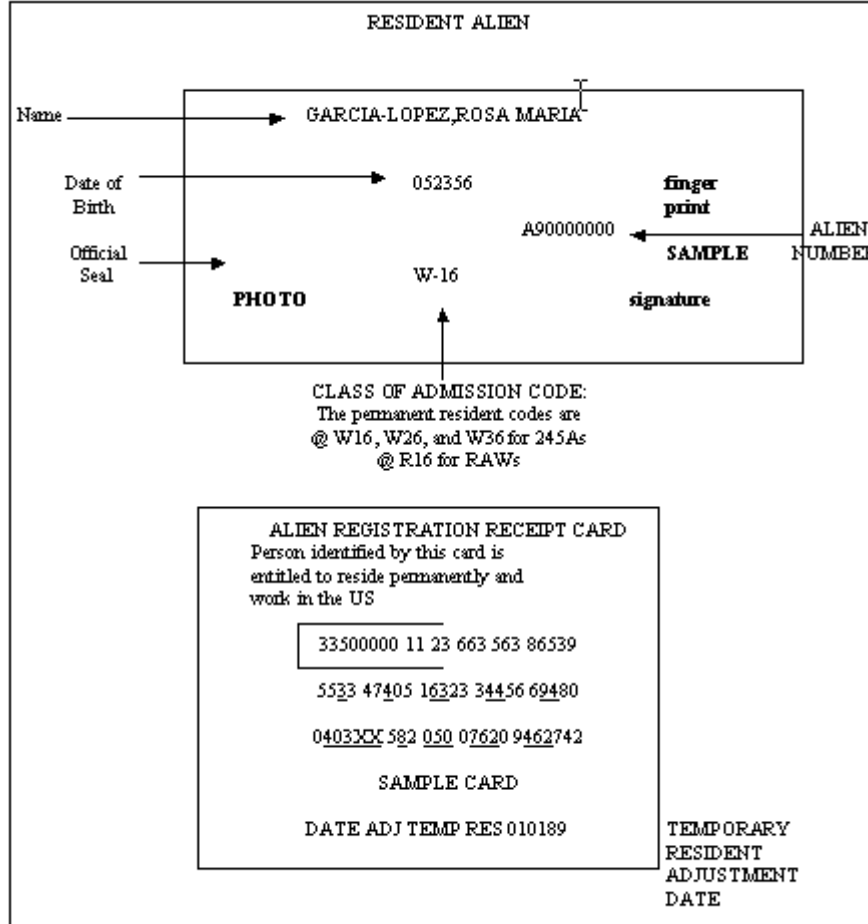 RESIDENT ALIEN
Name
GARCIA-LOPEZ,ROSA MARIA
Date of
Birth
052356
finger
print
A90000000
ALIEN
NUMBER
Official
Seal
SAMPLE
W-16
PHOTO
signature
CLASS OF ADMISSION CODE:
The permanent resident codes are
@ W16, W26, and W36 for 245As
@ R16 for RAWs
ALIEN REGISTRATION RECEIPT CARD
Person identified by this card is
entitled to reside permanently and
work in the US
33500000 11 23 663 563 86539
5533 47405 16323 34456 69480
0403XX 582 050 07620 9462742
SAMPLE CARD
DATE ADJ TEMP RES 010189
TEMPORARY
RESIDENT
ADJUSTMENT
DATE